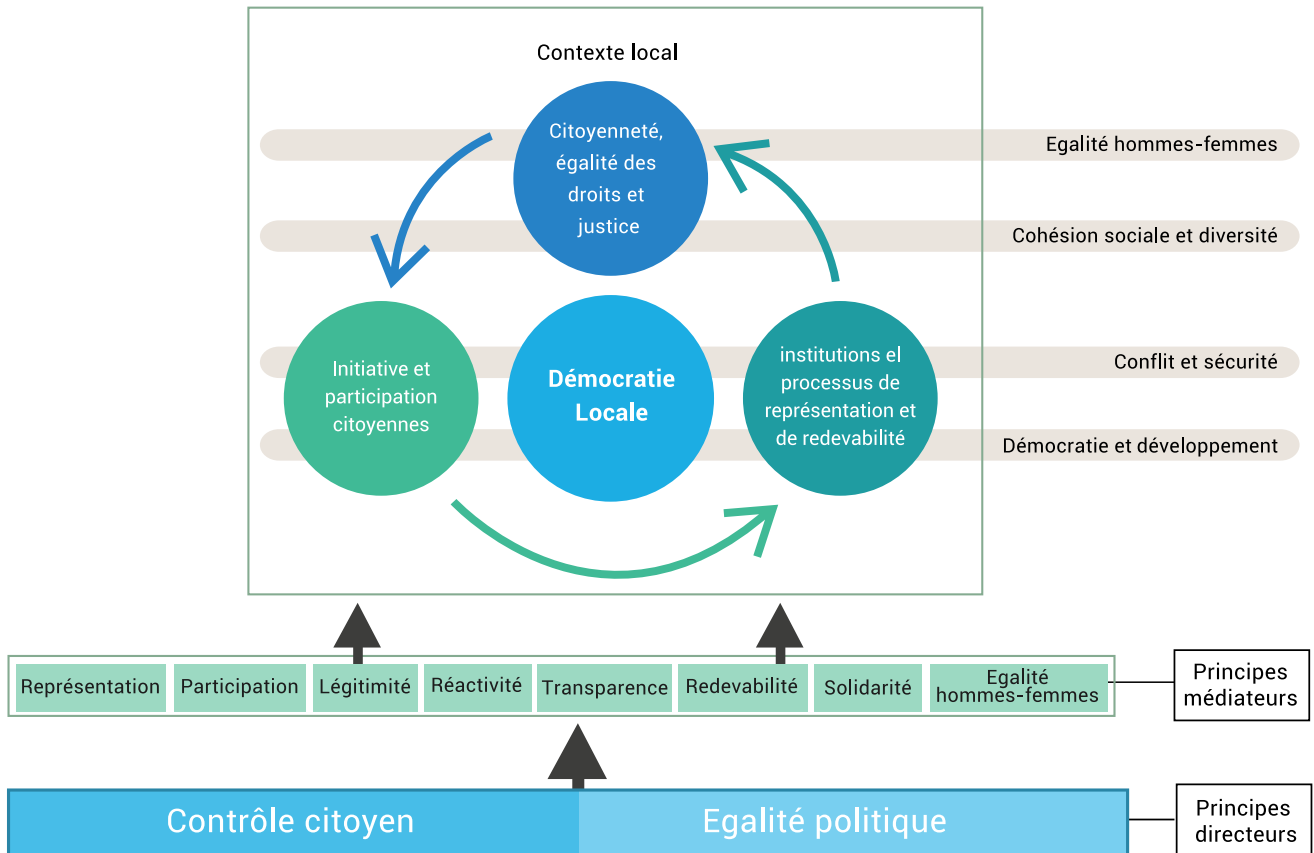 Contexte local
Citoyenneté,
égalité des
droits et
justice
Egalité hommes-femmes
Cohésion sociale et diversité
Conflit et sécurité
Démocratie et développement
Initiative et
participation
citoyennes
Démocratie
Locale
institutions el
processus de
représentation et
de redevabilité
Représentation
Participation
Légitimité
Réactivité
Transparence
Redevabilité
Solidarité
Egalité
hommes-femmes
Principes
médiateurs
Contrôle citoyen
Egalité politique
Principes
directeurs